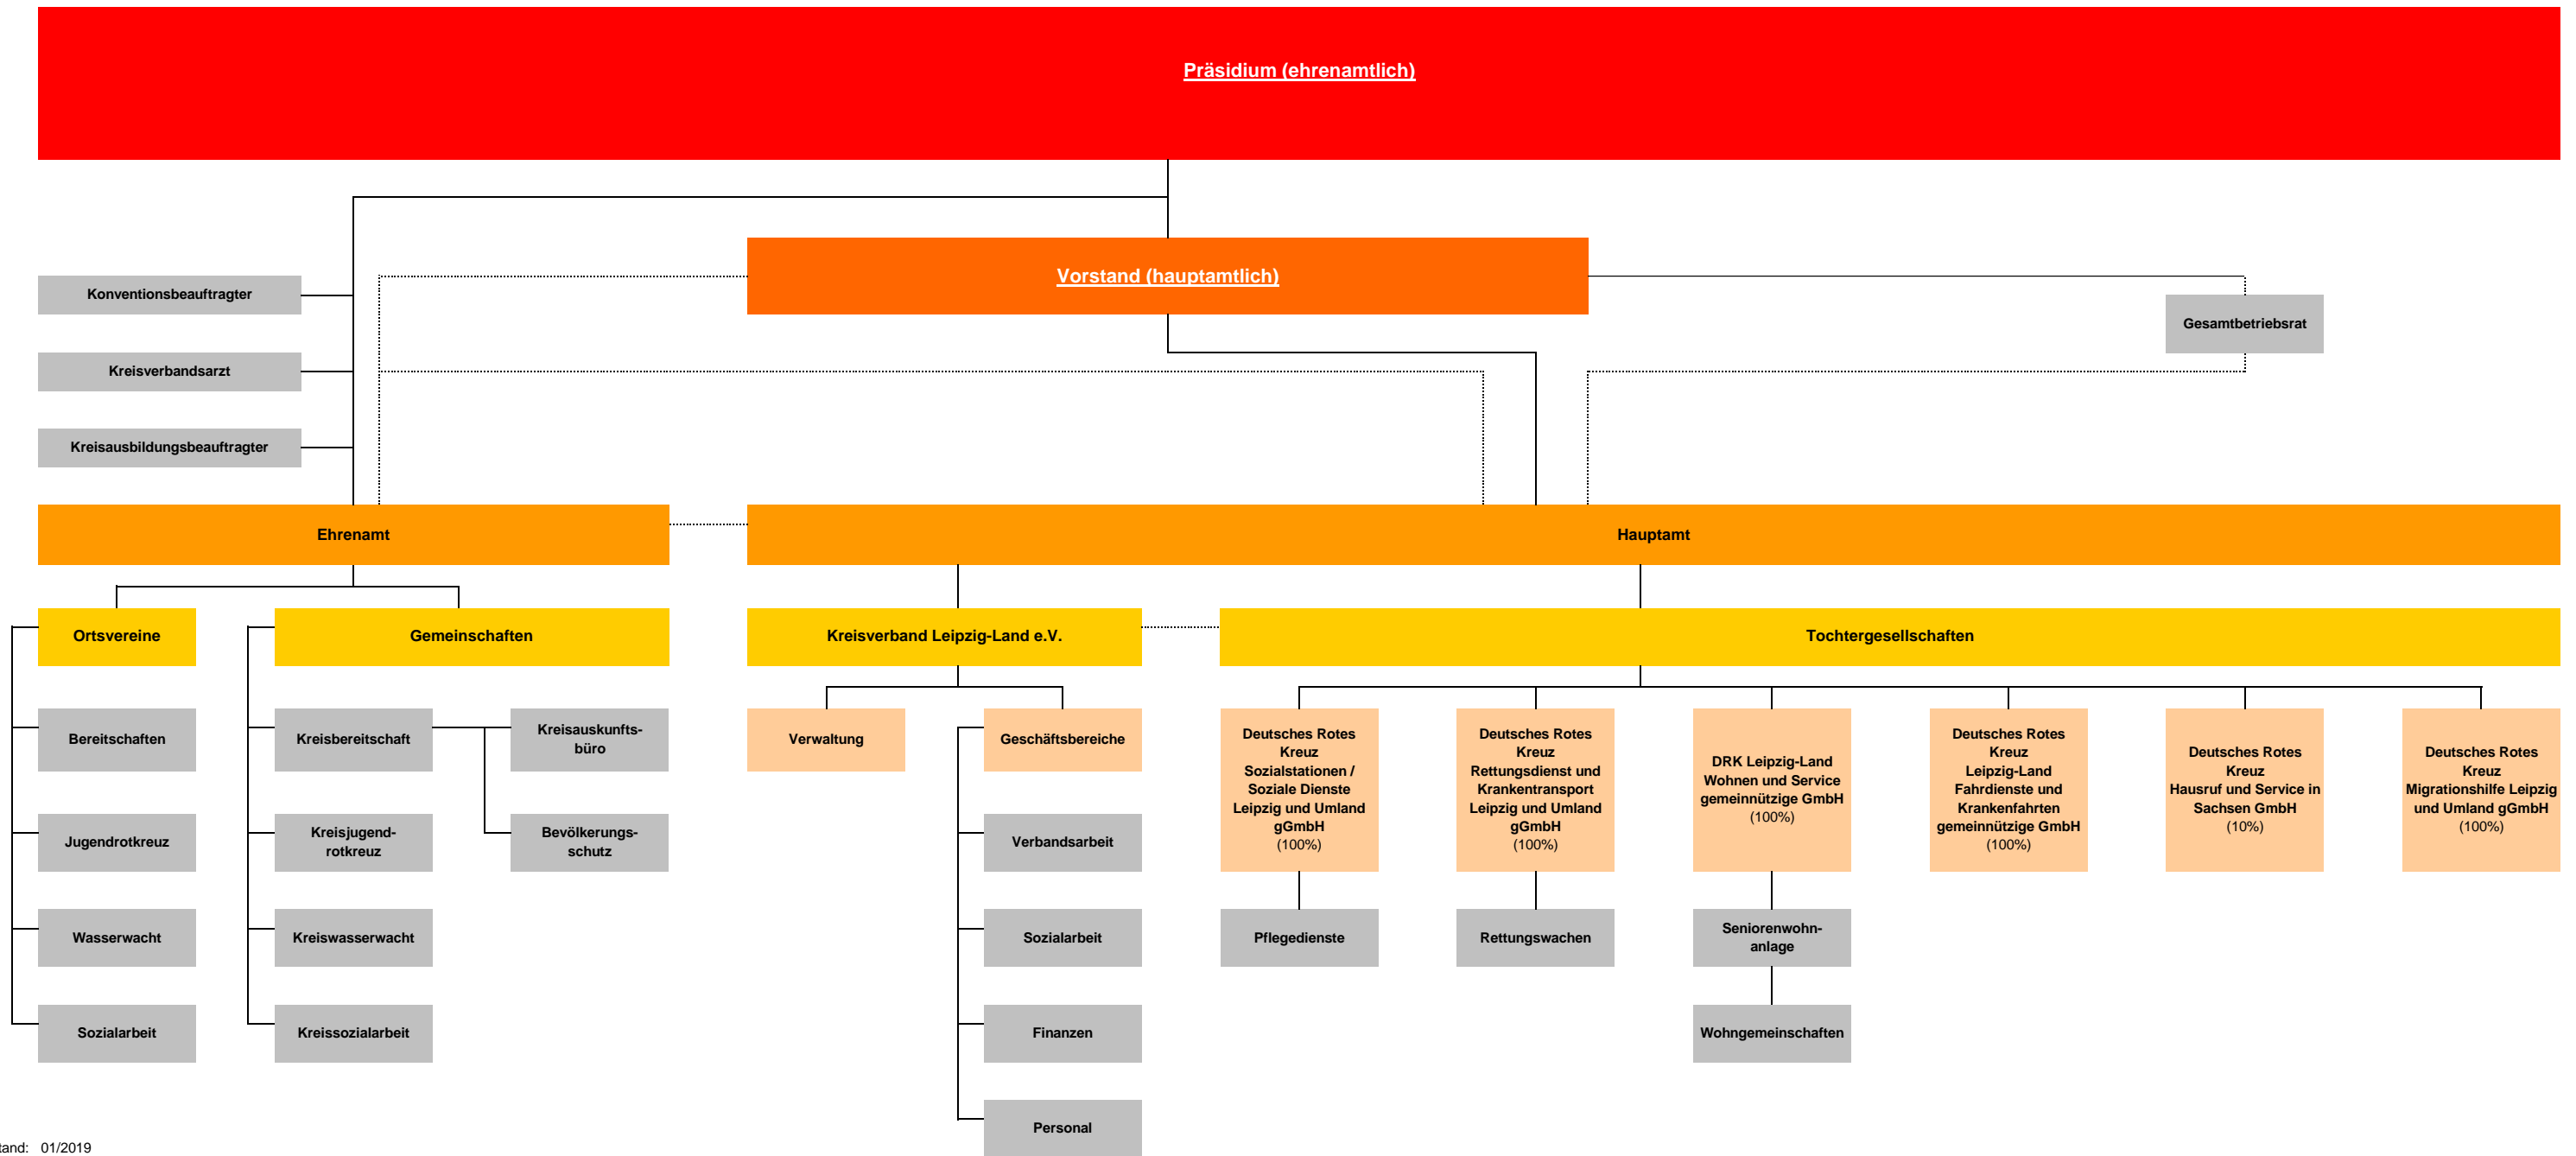 Präsidium (ehrenamtlich)
Vorstand (hauptamtlich)
Konventionsbeauftragter
Gesamtbetriebsrat
Kreisverbandsarzt
Kreisausbildungsbeauftragter
Ehrenamt
Hauptamt
Ortsvereine
Gemeinschaften
Kreisverband Leipzig-Land e.V.
Tochtergesellschaften
Bereitschaften
Jugendrotkreuz
Wasserwacht
Sozialarbeit
Kreisbereitschaft
Kreisjugend-
rotkreuz
Kreiswasserwacht
Kreissozialarbeit
Kreisauskunfts-
büro
Bevölkerungs-
schutz
Verwaltung
Geschäftsbereiche
Verbandsarbeit
Sozialarbeit
Finanzen
Personal
Deutsches Rotes
Kreuz
Sozialstationen /
Soziale Dienste
Leipzig und Umland
gGmbH
(100%)
Pflegedienste
Deutsches Rotes
Kreuz
Rettungsdienst und
Krankentransport
Leipzig und Umland
gGmbH
(100%)
Rettungswachen
DRK Leipzig-Land
Wohnen und Service
gemeinnützige GmbH
(100%)
Seniorenwohn-
anlage
Wohngemeinschaften
Deutsches Rotes
Kreuz
Leipzig-Land
Fahrdienste und
Krankenfahrten
gemeinnützige GmbH
(100%)
Deutsches Rotes
Kreuz
Hausruf und Service in
Sachsen GmbH
(10%)
Deutsches Rotes
Kreuz
Migrationshilfe Leipzig
und Umland gGmbH
(100%)
tand: 01/2019